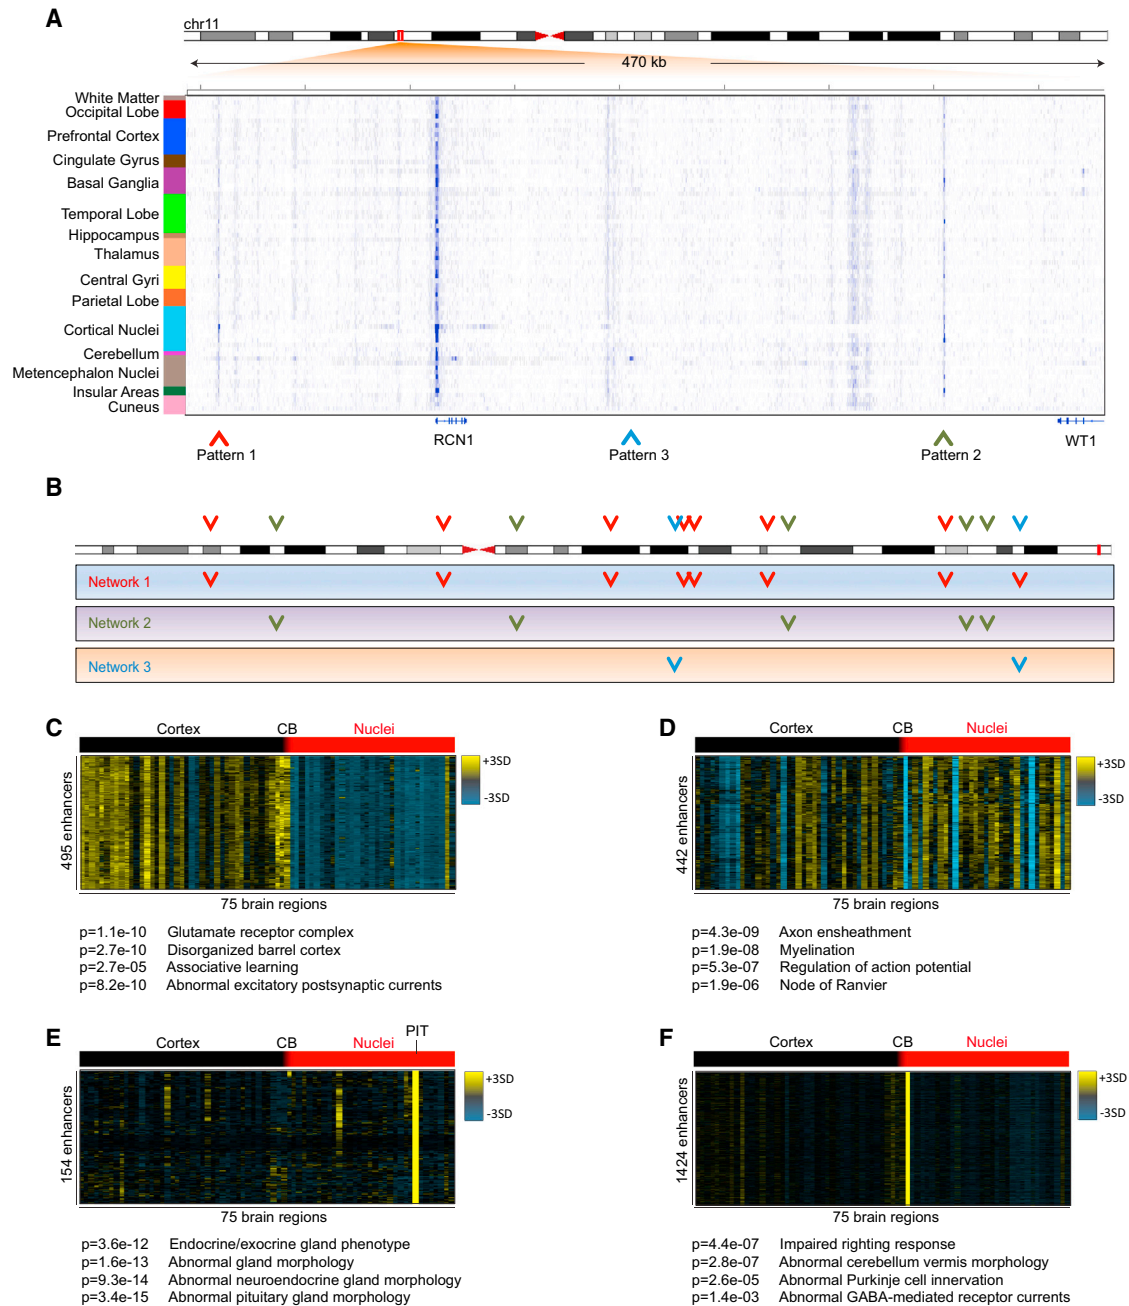 A
chr11
470 kb
White Matter
Occipital Lobe
Prefrontal Cortex
Cingulate Gyrus
Basal Ganglia
Temporal Lobe
Hippocampus
Thalamus
Central Gyri
Parietal Lobe
Cortical Nuclei
Cerebellum
Metencephalon Nuclei
Insular Areas
Cuneus
RCN1
WT1
Pattern 1
Pattern 3
Pattern 2
B
Network 1
Network 2
Network 3
C
Cortex CB Nuclei
495 enhancers
+3SD
-3SD
75 brain regions
p=1.1e-10 Glutamate receptor complex
p=2.7e-10 Disorganized barrel cortex
p=2.7e-05 Associative learning
p=8.2e-10 Abnormal excitatory postsynaptic currents
D
Cortex CB Nuclei
442 enhancers
+3SD
-3SD
75 brain regions
p=4.3e-09 Axon ensheathment
p=1.9e-08 Myelination
p=5.3e-07 Regulation of action potential
p=1.9e-06 Node of Ranvier
E
PIT
Cortex CB Nuclei
154 enhancers
+3SD
-3SD
75 brain regions
p=3.6e-12 Endocrine/exocrine gland phenotype
p=1.6e-13 Abnormal gland morphology
p=9.3e-14 Abnormal neuroendocrine gland morphology
p=3.4e-15 Abnormal pituitary gland morphology
F
Cortex CB Nuclei
1424 enhancers
+3SD
-3SD
75 brain regions
p=4.4e-07 Impaired righting response
p=2.8e-07 Abnormal cerebellum vermis morphology
p=2.6e-05 Abnormal Purkinje cell innervation
p=1.4e-03 Abnormal GABA-mediated receptor currents